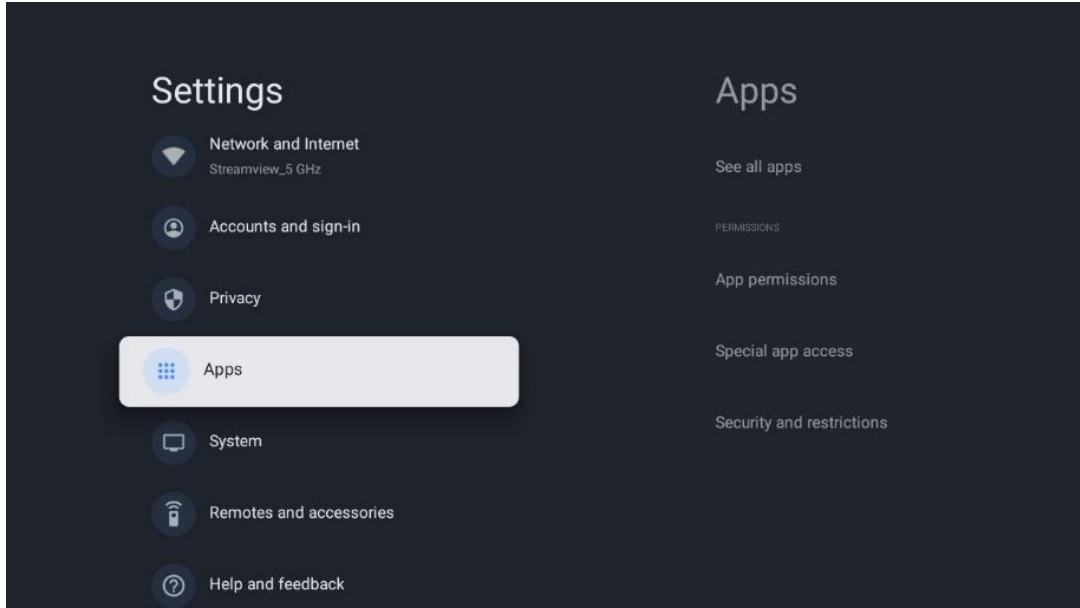 Settings
Network and Internet
Streamview_5 GHz
Accounts and sign-in
Privacy
Apps
System
Remotes and accessories
Help and feedback
Apps
See all apps
PERMISSIONS
App permissions
Special app access
Security and restrictions